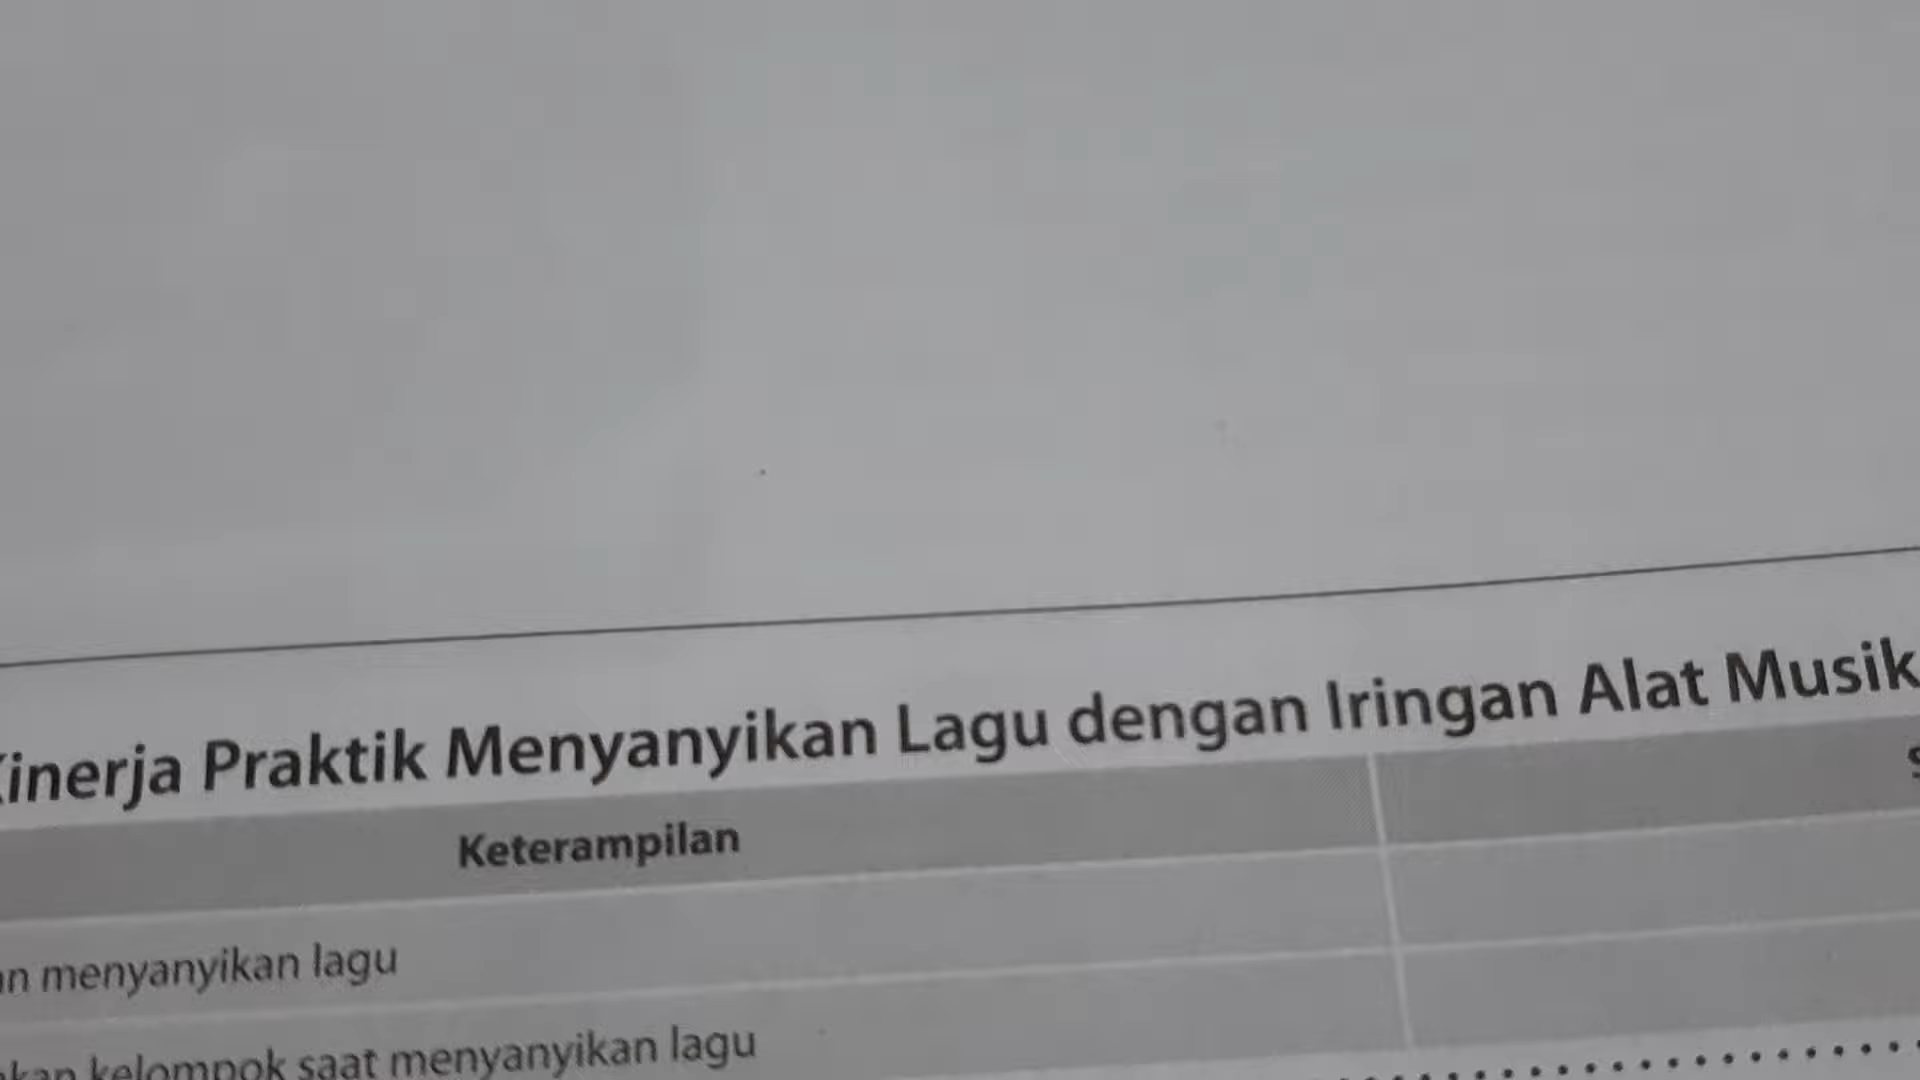 Kinerja Praktik Menyanyikan Lagu dengan Iringan Alat Musik
Keterampilan
menyanyikan lagu
kelompok saat menyanyikan lagu